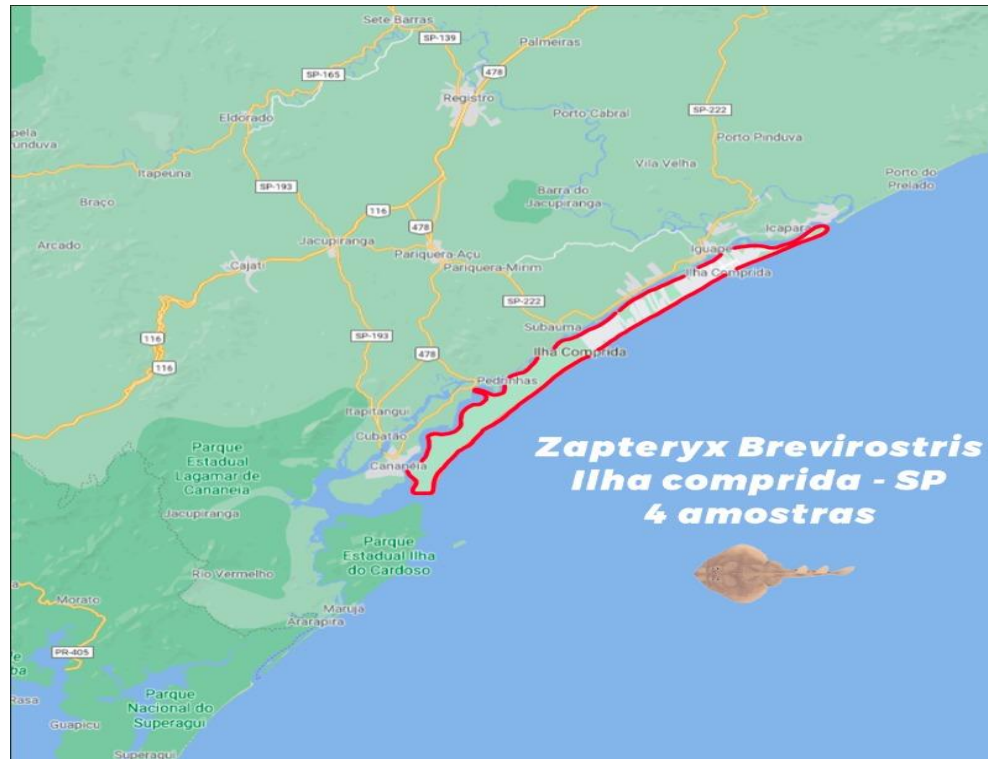 Sete Barras
SP-139
Palmeiras
SP-165
478
Registro
Eldorado
Porto Cabral
SP-222
Porto Pinduva
Itapeuna
Vila Velha
Porto do
Prelado
SP-193
Barra do
Jacupiranga
Braço
116
478
Icapara
Arcado
Jacupiranga
Pariquera-Açu
Iguape
Cajati
Pariquera-Mirim
Ilha Comprida
SP-222
116
SP-193
Subauma
478
Ilha Comprida
116
Pedrinhas
Itapitangui
Cubatão
Parque
Estadual
Lagamar de
Cananeia
Cananéia
Zapteryx Brevirostris
Ilha comprida - SP
4 amostras
Jacupiranga
Parque
Estadual Ilha
do Cardoso
Rio Vermelho
Morato
Maruja
Ararapira
PR-405
Parque
Nacional do
Superagui
Rasa
Guapicu
Superagui